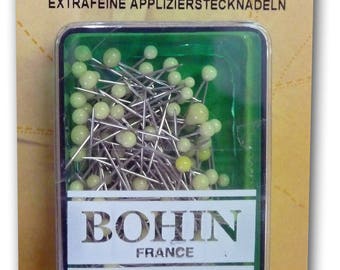 EXTRAFEINE APPLIZIERSTECKNADELN
BOHIN
FRANCE